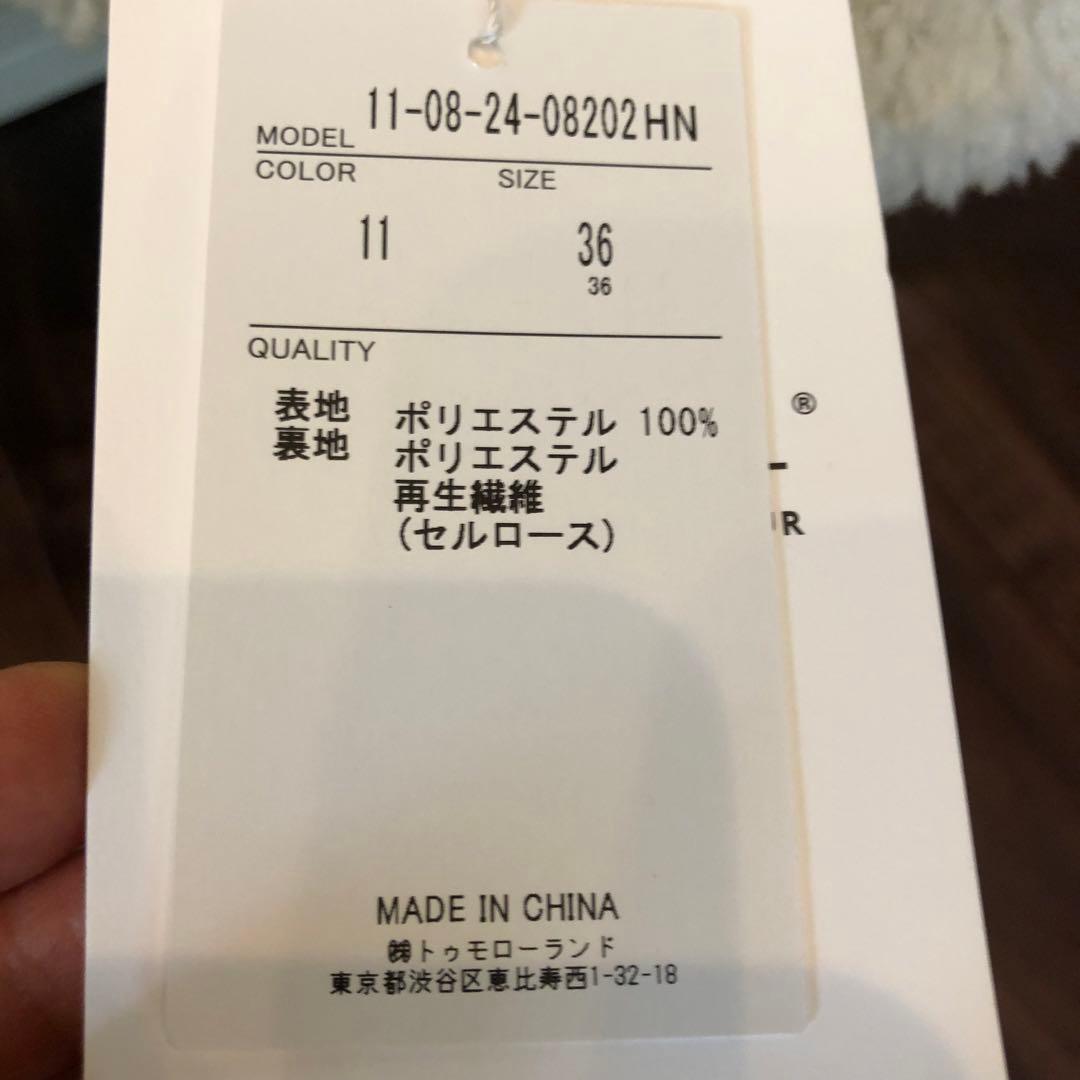 MODEL 11-08-24-08202HN
COLOR SIZE
11 36
36
QUALITY
表地 ポリエステル 100%
裏地 ポリエステル
再生繊維
(セルロース)
®
MADE IN CHINA
㈱トゥモローランド
東京都渋谷区恵比寿西1-32-18